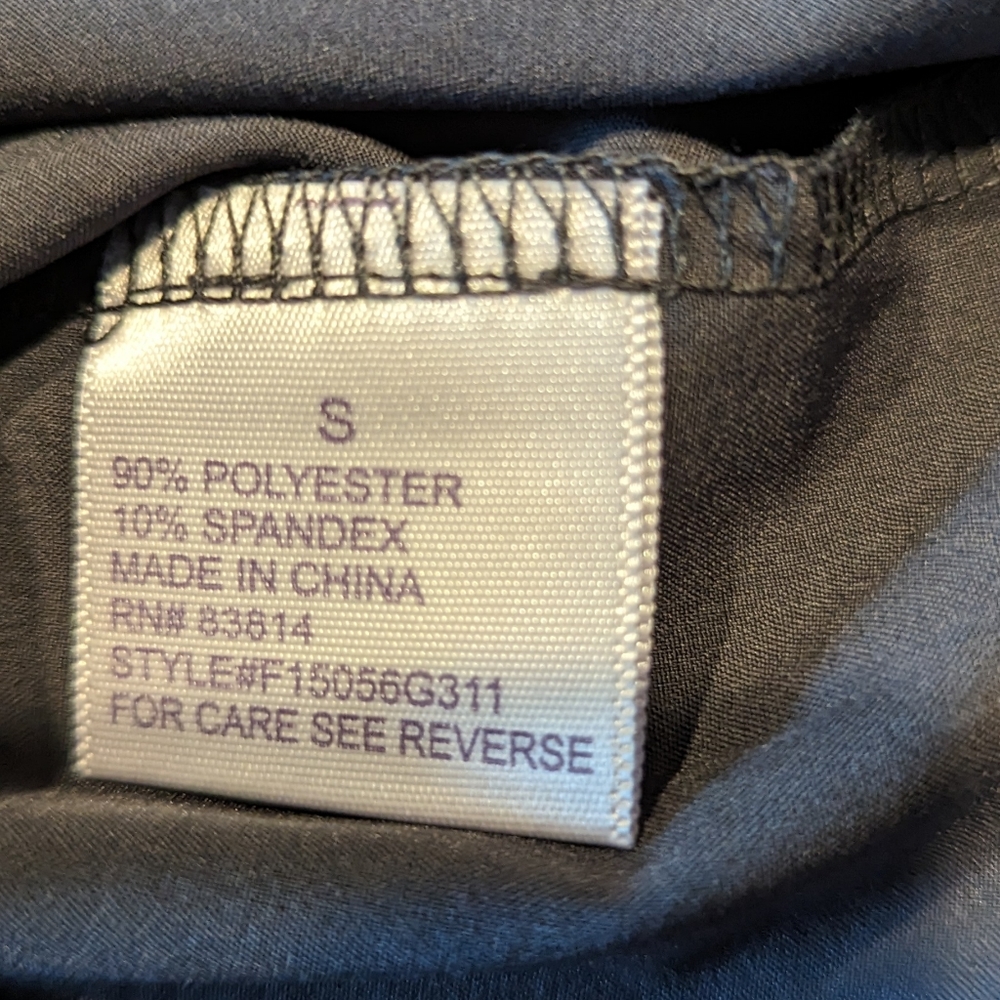 S
90% POLYESTER
10% SPANDEX
MADE IN CHINA
RN# 83814
STYLE#F15056G311
FOR CARE SEE REVERSE